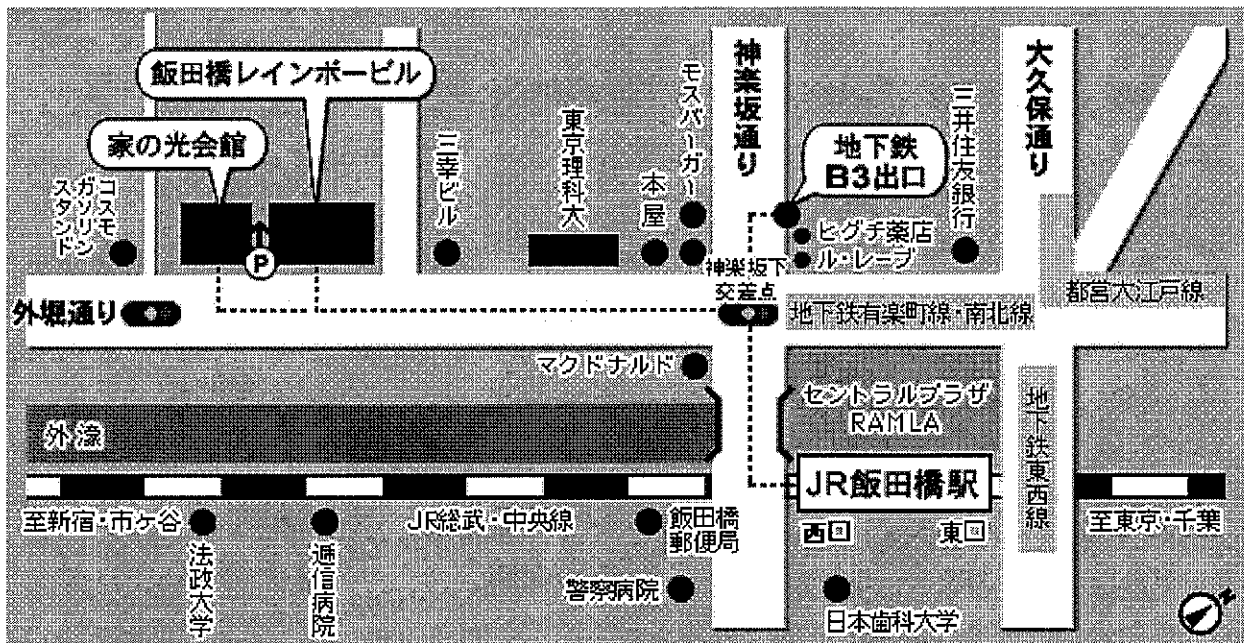 飯田橋レインボービル
家の光会館
コスモ
ガソリン
スタンド
三幸ビル
東京理科大
本屋
モスバーガー
神楽坂通り
地下鉄
B3出口
ヒグチ薬店
ル・レーブ
三井住友銀行
大久保通り
P
神楽坂下
交差点
外堀通り
地下鉄有楽町線・南北線
都営大江戸線
マクドナルド
セントラルプラザ
RAMLA
外濠
地下鉄東西線
JR飯田橋駅
至新宿・市ヶ谷
JR総武・中央線
飯田橋
郵便局
西口
東口
至東京・千葉
法政大学
逓信病院
警察病院
日本歯科大学
N